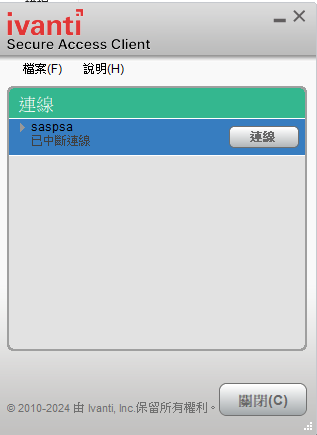 ivanti
Secure Access Client
檔案(F) 說明(H)
連線
saspsa
已中斷連線
連線
© 2010-2024 由 Ivanti, Inc.保留所有權利。
關閉(C)